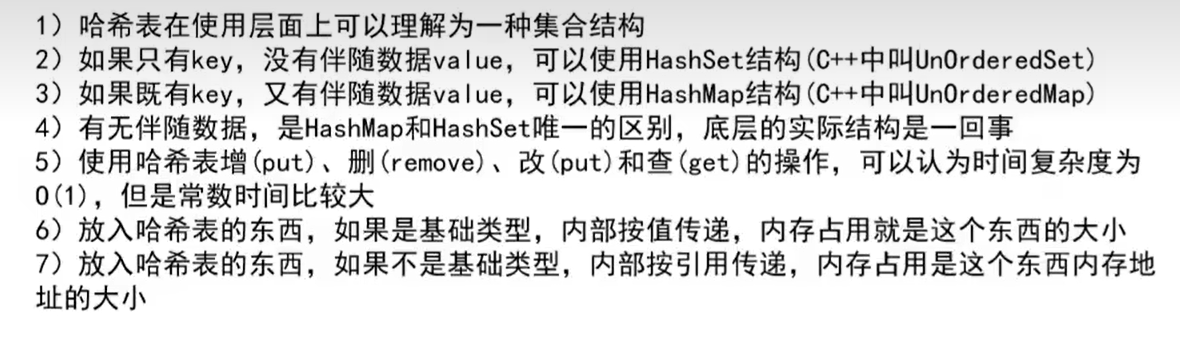 1) 哈希表在使用层面上可以理解为一种集合结构
2) 如果只有key，没有伴随数据value，可以使用HashSet结构(C++中叫UnOrderedSet)
3) 如果既有key，又有伴随数据value，可以使用HashMap结构(C++中叫UnOrderedMap)
4) 有无伴随数据，是HashMap和HashSet唯一的区别，底层的实际结构是一回事
5) 使用哈希表增(put)、删(remove)、改(put)和查(get)的操作，可以认为时间复杂度为
O(1)，但是常数时间比较大
6) 放入哈希表的东西，如果是基础类型，内部按值传递，内存占用就是这个东西的大小
7) 放入哈希表的东西，如果不是基础类型，内部按引用传递，内存占用是这个东西内存地
址的大小